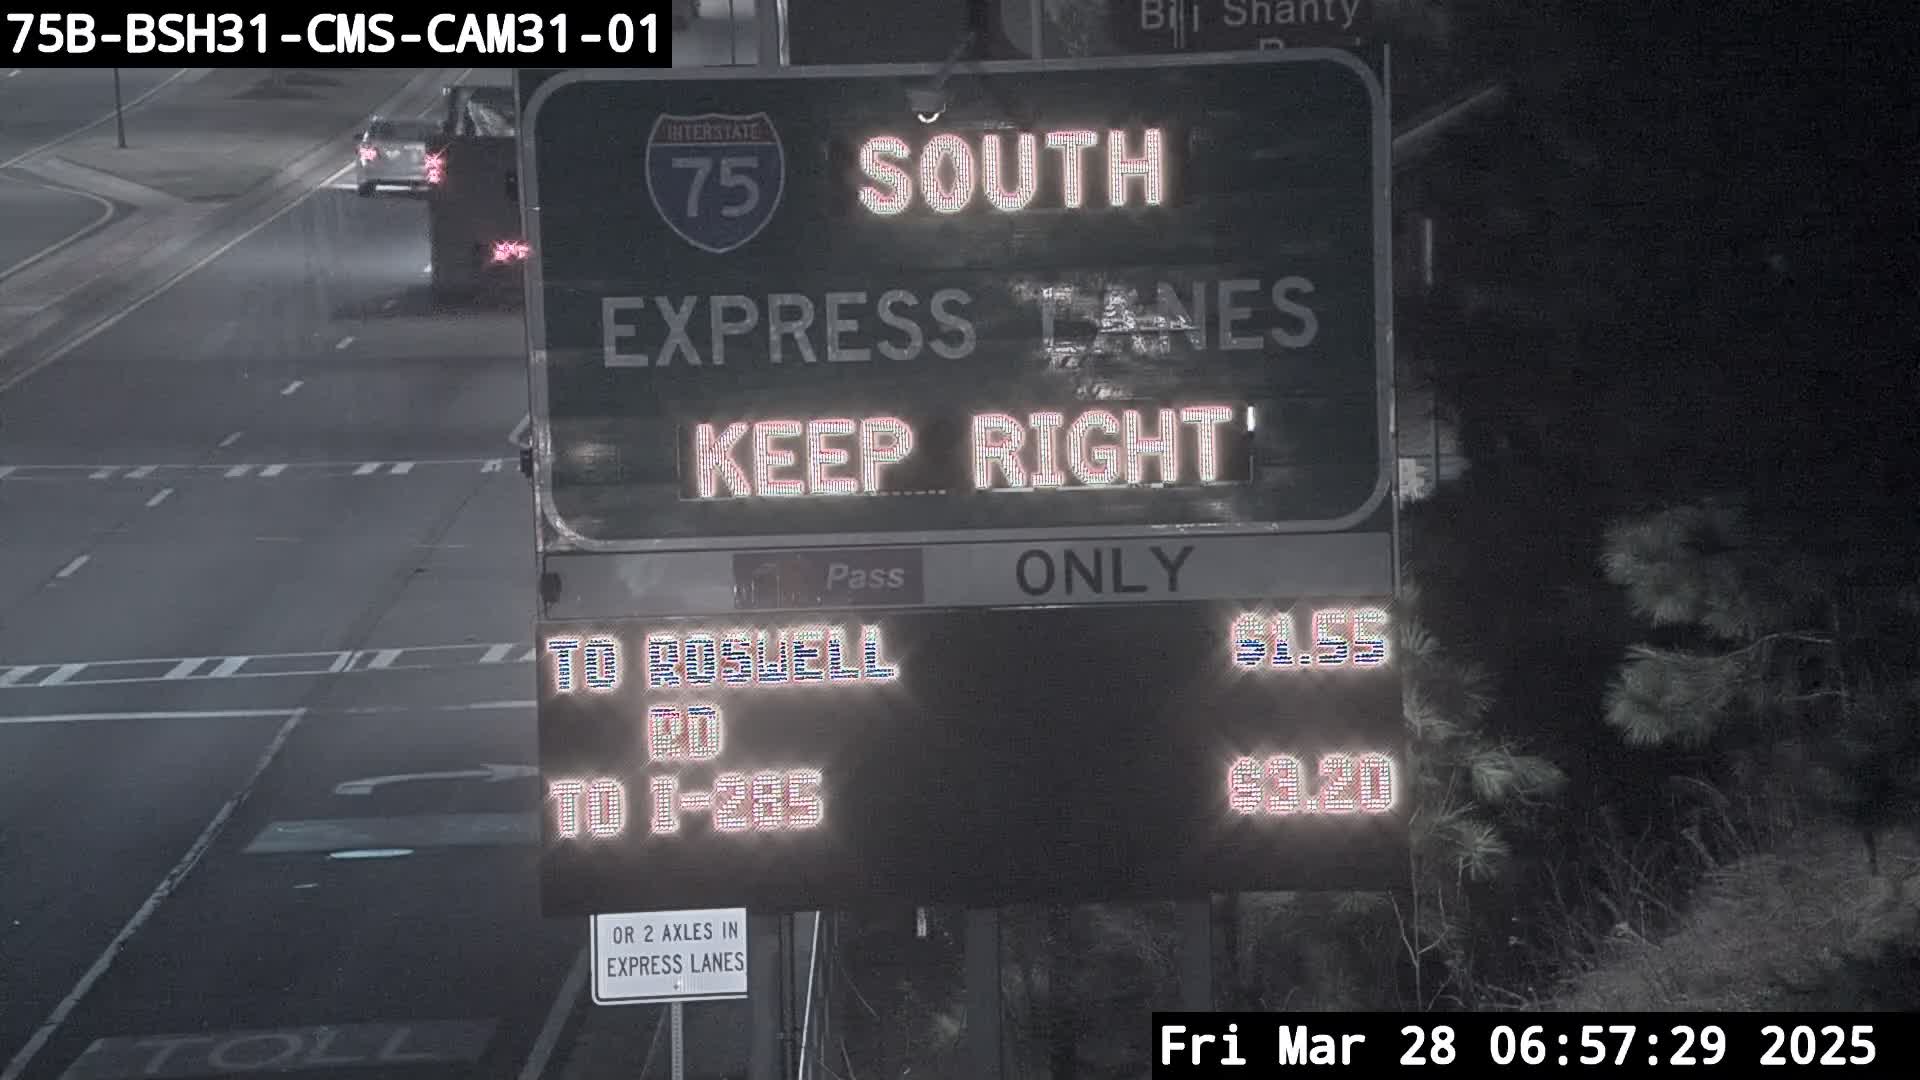 75B-BSH31-CMS-CAM31-01
Shanty
INTERSTATE
75
SOUTH
EXPRESS LANES
KEEP RIGHT
Pass ONLY
TO ROSWELL $1.55
RD
TO I-285 $3.20
OR 2 AXLES IN
EXPRESS LANES
TOLL
Fri Mar 28 06:57:29 2025